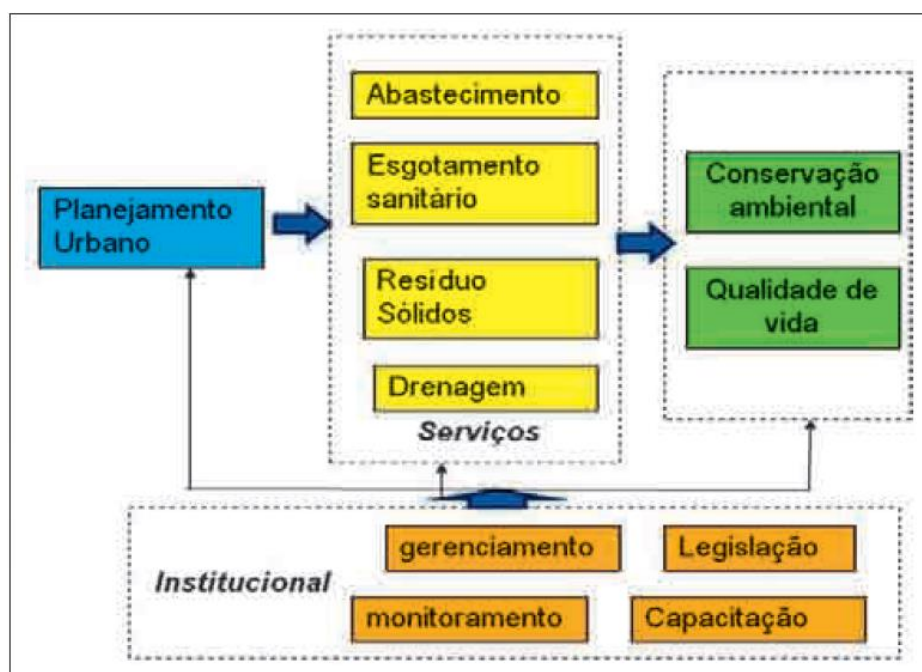 Planejamento
Urbano
Abastecimento
Esgotamento
sanitário
Resíduo
Sólidos
Drenagem
Serviços
Conservação
ambiental
Qualidade de
vida
Institucional
gerenciamento
Legislação
monitoramento
Capacitação